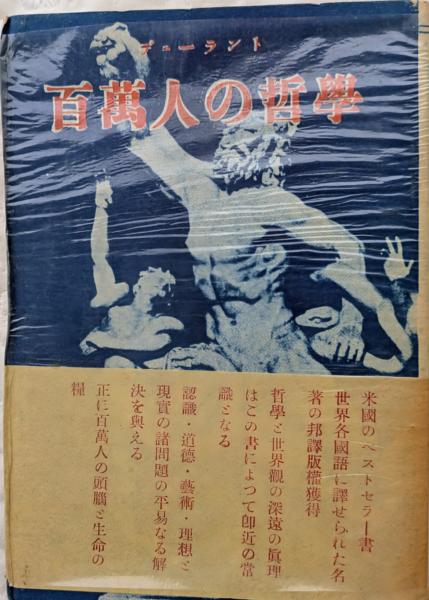 デューラント
百萬人の哲學
米國のベストセラー書
世界各國語に譯せられた名
著の邦譯版權獲得
哲學と世界觀の深遠の眞理
はこの書によつて卽近の常
識となる
認識・道德・藝術・理想と
現實の諸問題の平易なる解
決を與える
正に百萬人の頭腦と生命の
糧